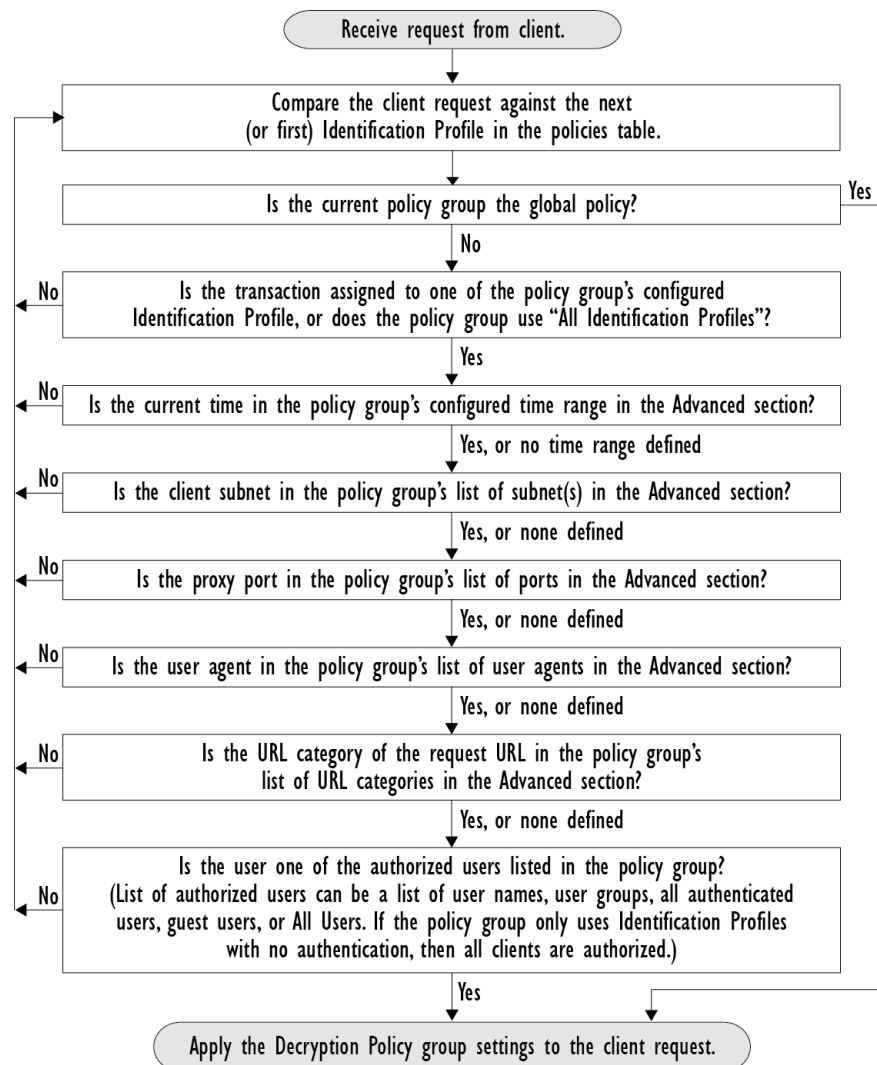 Receive request from client.
Compare the client request against the next
(or first) Identification Profile in the policies table.
Yes
Is the current policy group the global policy?
No
No
Is the transaction assigned to one of the policy group's configured
Identification Profile, or does the policy group use “All Identification Profiles”?
Yes
No
Is the current time in the policy group's configured time range in the Advanced section?
Yes, or no time range defined
No
Is the client subnet in the policy group's list of subnet(s) in the Advanced section?
Yes, or none defined
No
Is the proxy port in the policy group's list of ports in the Advanced section?
Yes, or none defined
No
Is the user agent in the policy group's list of user agents in the Advanced section?
Yes, or none defined
No
Is the URL category of the request URL in the policy group's
list of URL categories in the Advanced section?
Yes, or none defined
Is the user one of the authorized users listed in the policy group?
(List of authorized users can be a list of user names, user groups, all authenticated
No
users, guest users, or All Users. If the policy group only uses Identification Profiles
with no authentication, then all clients are authorized.)
Yes
Apply the Decryption Policy group settings to the client request.